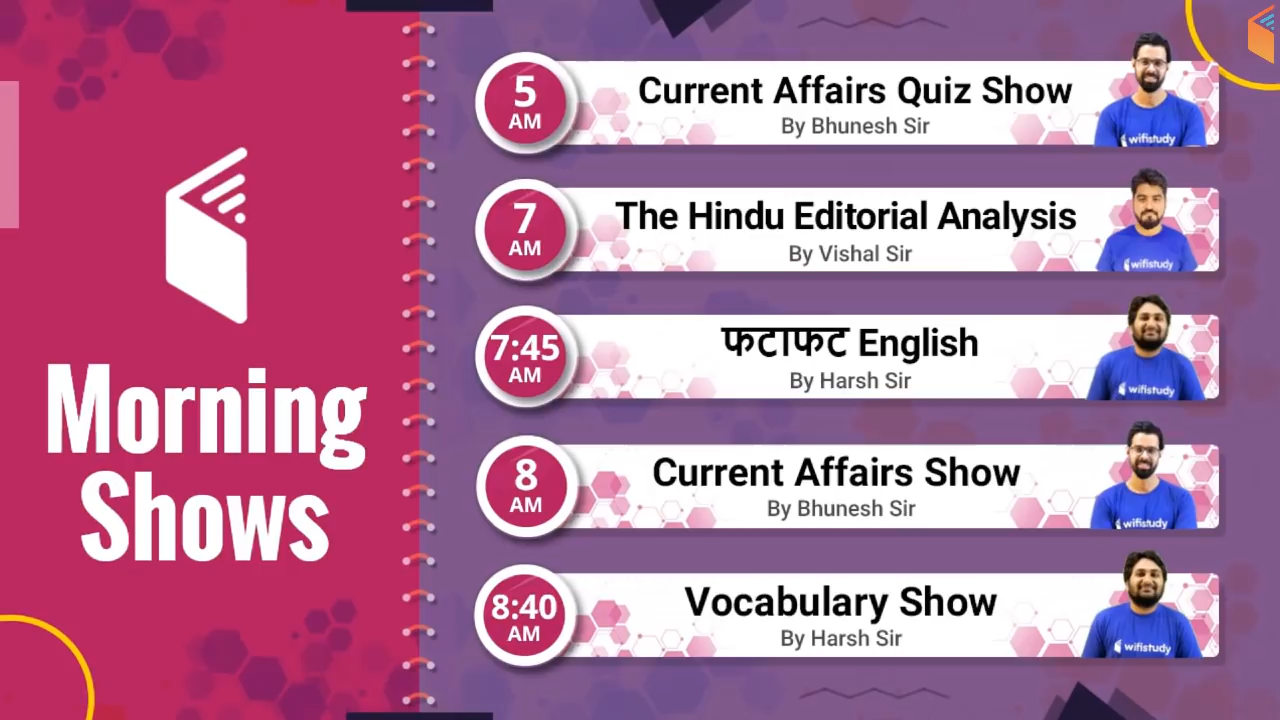 Morning
Shows
5
AM
Current Affairs Quiz Show
By Bhunesh Sir
wifistudy
7
AM
The Hindu Editorial Analysis
By Vishal Sir
wifistudy
7:45
AM
फटाफट English
By Harsh Sir
wifistudy
8
AM
Current Affairs Show
By Bhunesh Sir
wifistudy
8:40
AM
Vocabulary Show
By Harsh Sir
wifistudy